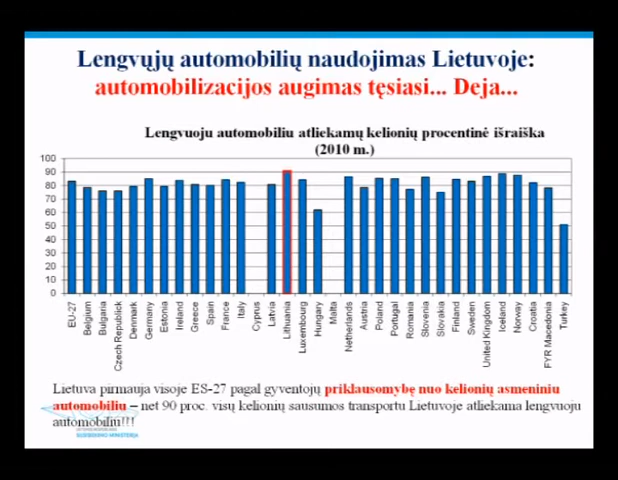 Lengvųjų automobilių naudojimas Lietuvoje:
automobilizacijos augimas tęsiasi... Deja...
Lengvuoju automobiliu atliekamų kelionių procentinė išraiška
(2010 m.)
100
90
80
70
60
50
40
30
20
10
0
EU-27
Belgium
Bulgaria
Czech Republick
Denmark
Germany
Estonia
Ireland
Greece
Spain
France
Italy
Cyprus
Latvia
Lithuania
Luxembourg
Hungary
Malta
Netherlands
Austria
Poland
Portugal
Romania
Slovenia
Slovakia
Finland
Sweden
United Kingdom
Iceland
Norway
Croatia
FYR Macedonia
Turkey
Lietuva pirmauja visoje ES-27 pagal gyventojų priklausomybę nuo kelionių asmeniniu
automobiliu – net 90 proc. visų kelionių sausumos transportu Lietuvoje atliekama lengvuoju
automobiliu!!!
SUSISIEKIMO MINISTERIJA